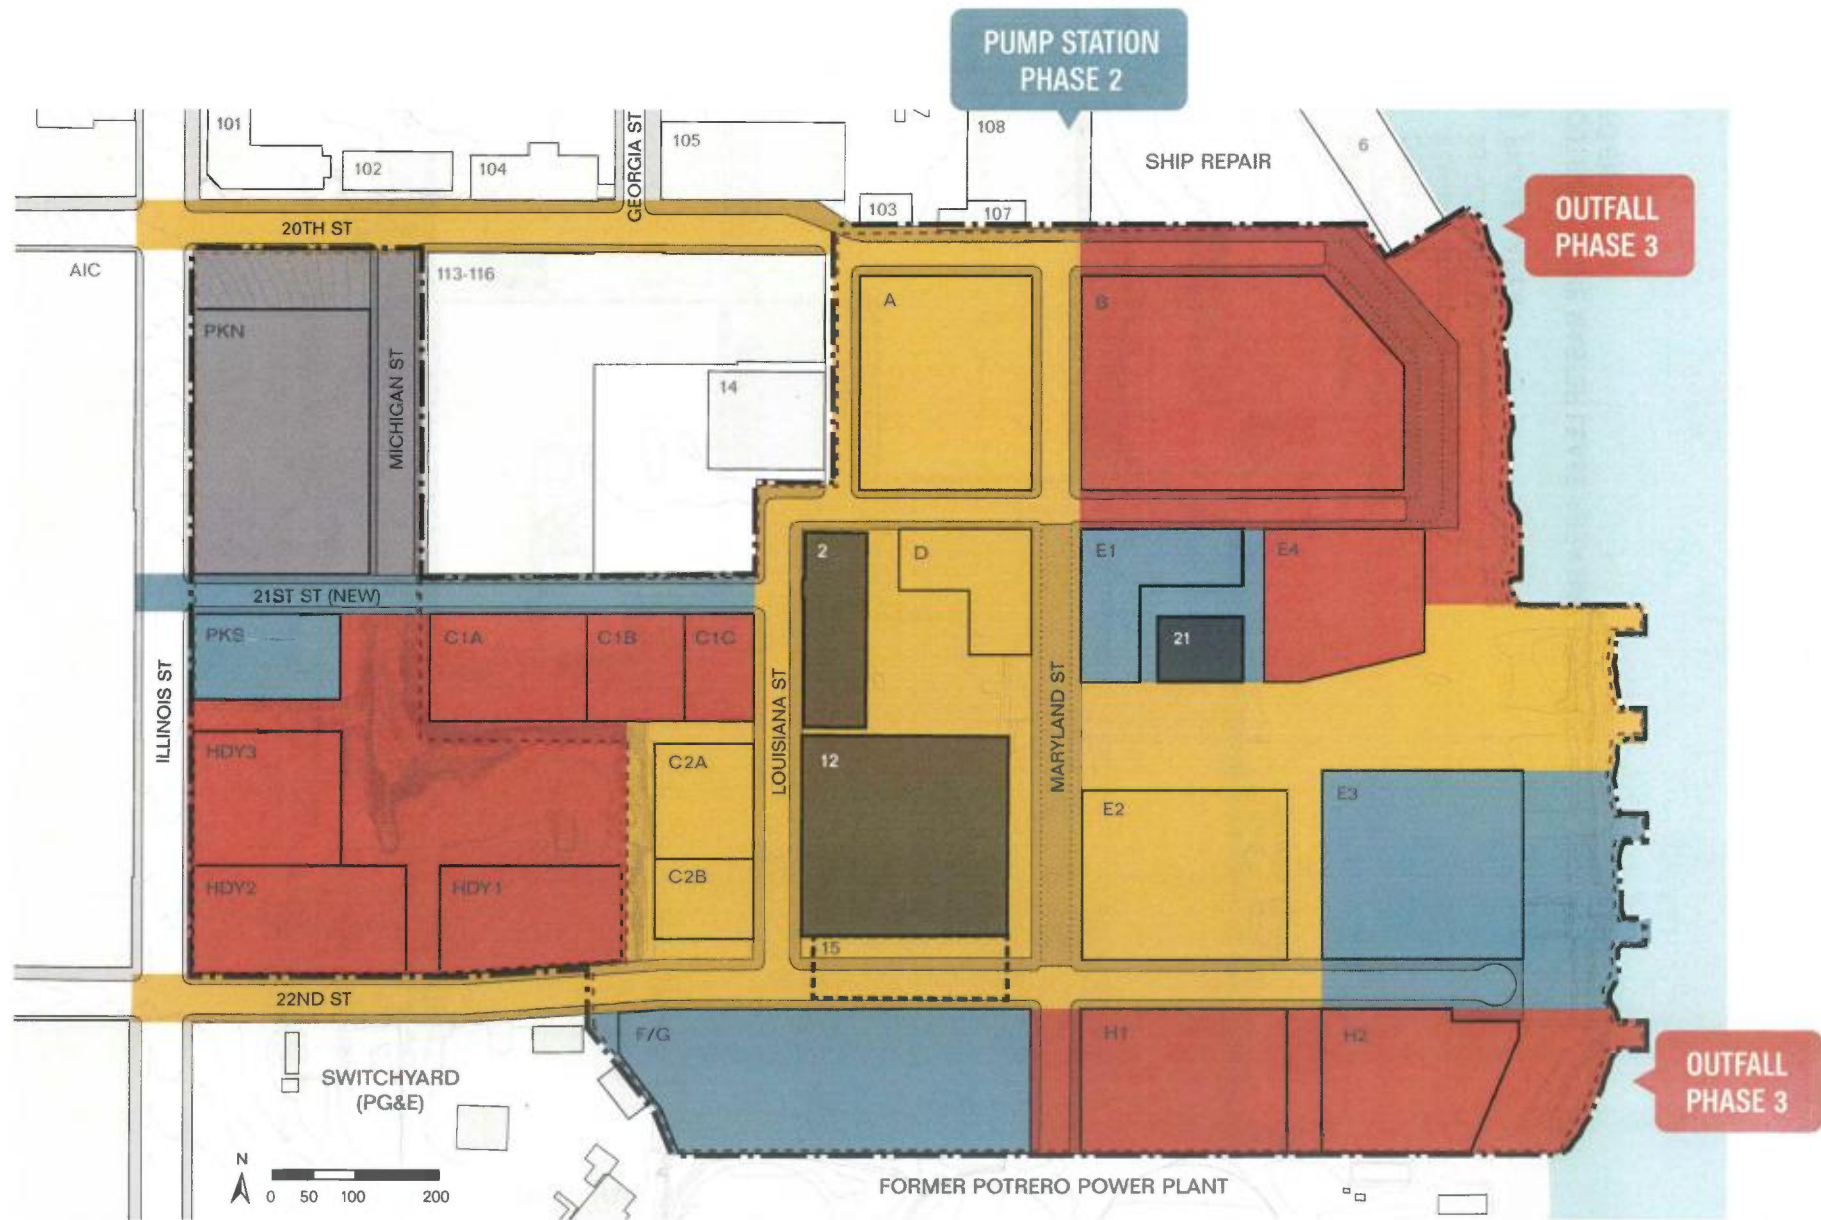 PUMP STATION
PHASE 2
101
102
104
GEORGIA ST
105
108
SHIP REPAIR
6
103
107
OUTFALL
PHASE 3
20TH ST
AIC
113-116
PKN
MICHIGAN ST
14
A
B
2
D
E1
E4
21ST ST (NEW)
PKS
C1A
C1B
C1C
21
ILLINOIS ST
LOUISIANA ST
MARYLAND ST
HDY3
C2A
12
E2
E3
HDY2
HDY1
C2B
15
22ND ST
F/G
H1
H2
SWITCHYARD
(PG&E)
OUTFALL
PHASE 3
N
0 50 100 200
FORMER POTRERO POWER PLANT